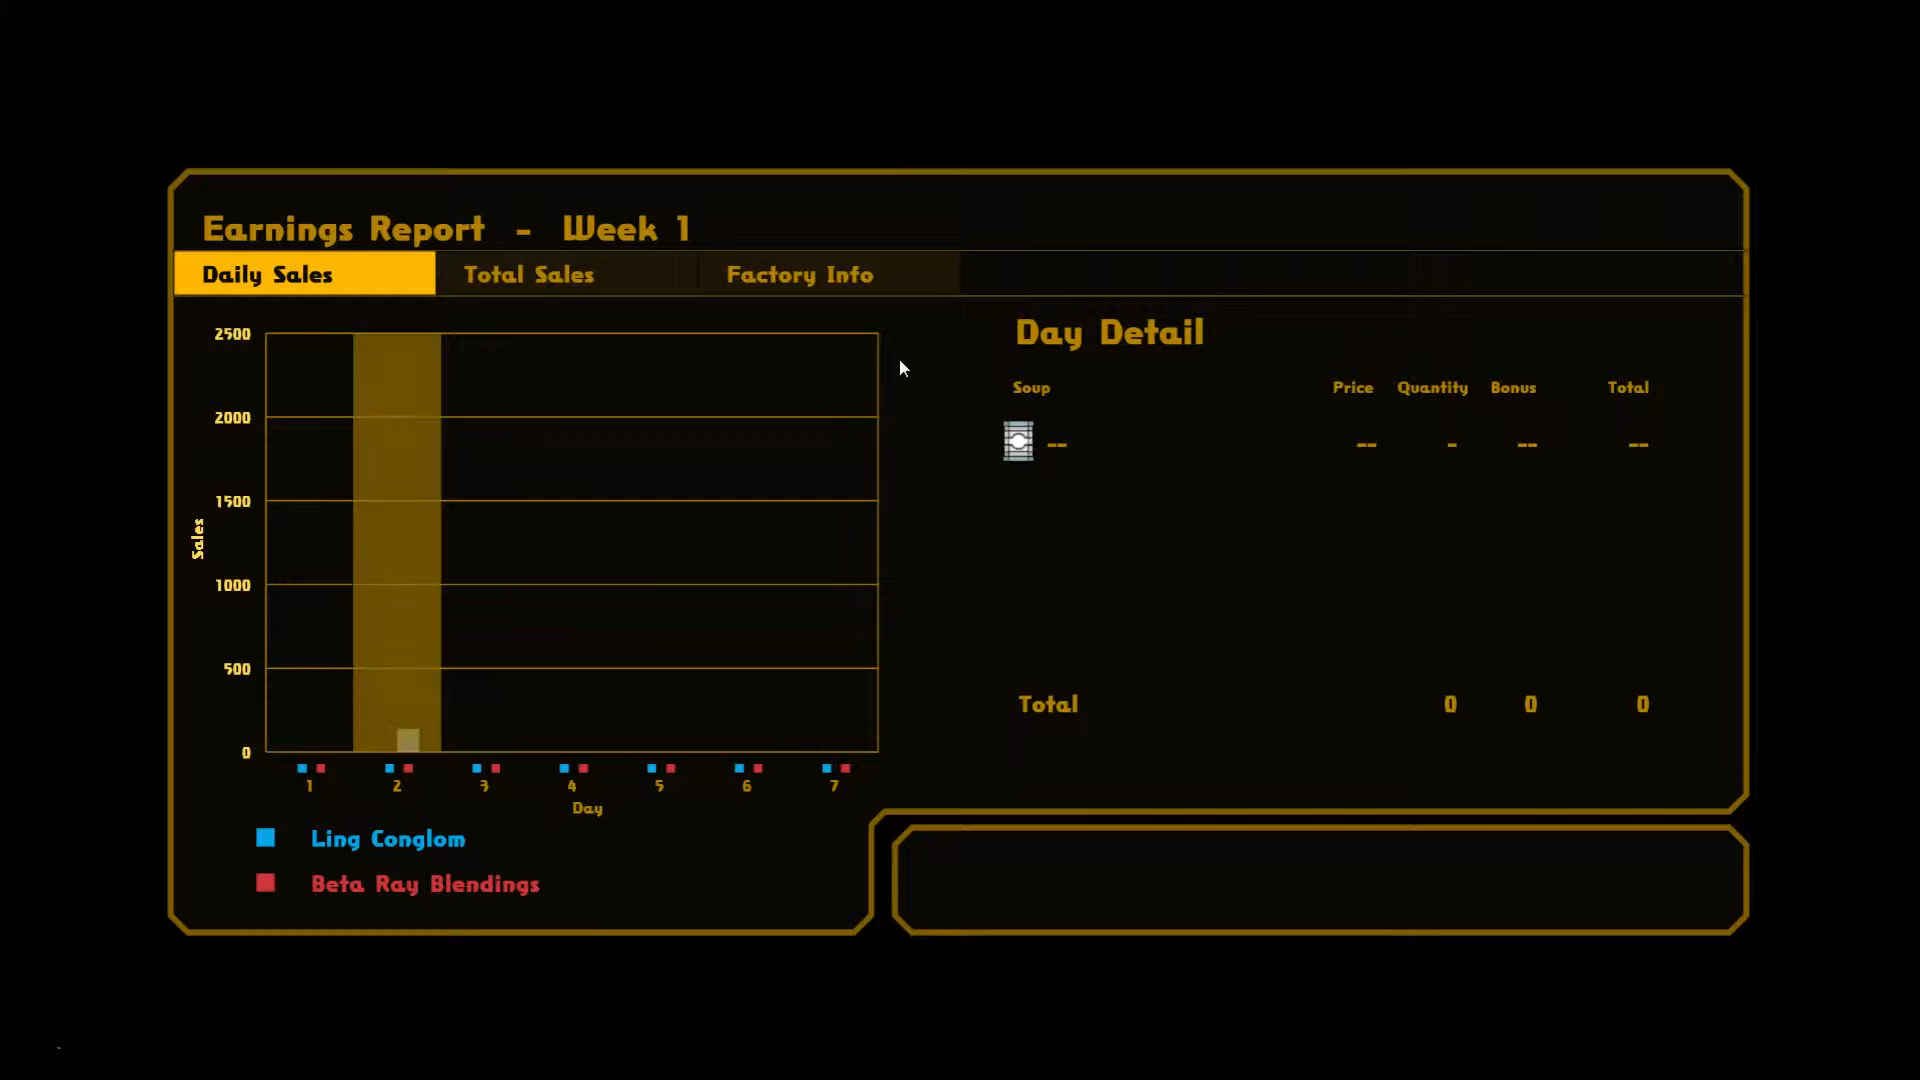 Earnings Report - Week 1
Daily Sales Total Sales Factory Info
2500
2000
1500
1000
500
0
Sales
1 2 3 4 5 6 7
Day
Ling Conglom
Beta Ray Blendings
Day Detail
Soup Price Quantity Bonus Total
-- -- - -- --
Total 0 0 0